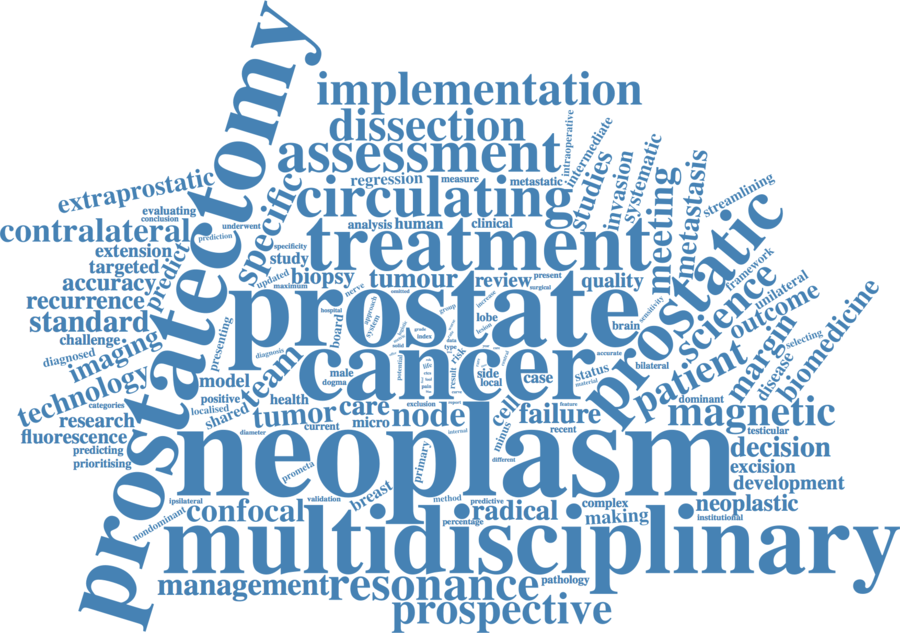 prostatectomy
implementation
dissection
assessment
intraoperative
intermediate
extraprostatic
specific
regression
measure
metastatic
studies
invasion
systematic
circulating
meeting
metastasis
streamlining
evaluating
conclusion
contralateral
underwent
prediction
analysis
human
clinical
treatment
prostatic
extension
predict
specificity
study
targeted
accuracy
updated
maximum
biopsy
tumour
review
present
surgical
quality
framework
science
unilateral
recurrence
nerve
prostate
sensitivity
outcome
biomedicine
standard
hospital
board
approach
system
group
increase
lobe
lesion
brain
margin
selecting
challenge
presenting
grade
index
imaging
diagnosed
diagnosis
team
cancer
type
risk
accurate
bilateral
patient
disease
technology
model
male
dogma
potential
life
pain
result
side
local
case
status
material
categories
positive
localised
shared
health
dominant
research
tumor
care
micro
node
exclusion
cell
failure
feature
recent
magnetic
fluorescence
current
diameter
neoplasm
minus
testicular
decision
predicting
prioritising
internal
different
excision
development
prometa
primary
breast
ipsilateral
validation
method
predictive
complex
neoplastic
nondominant
confocal
percentage
radical
making
institutional
multidisciplinary
management
resonance
pathology
prospective